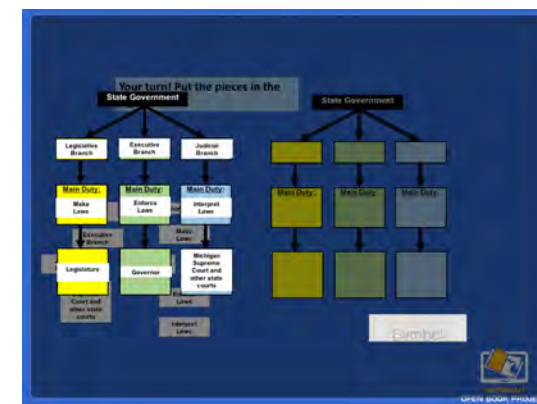 Your turn! Put the pieces in the
State Government
Legislative
Branch
Executive
Branch
Judicial
Branch
Main Duty:
Make
Laws
Main Duty:
Enforce
Laws
Main Duty:
Interpret
Laws
Executive
Branch
Make
Laws
Legislature
Governor
Michigan
Supreme
Court and
other state
courts
Court and
other state
courts
Laws
Interpret
Laws
State Government
Main Duty:
Main Duty:
Main Duty:
OPEN BOOK PROJE